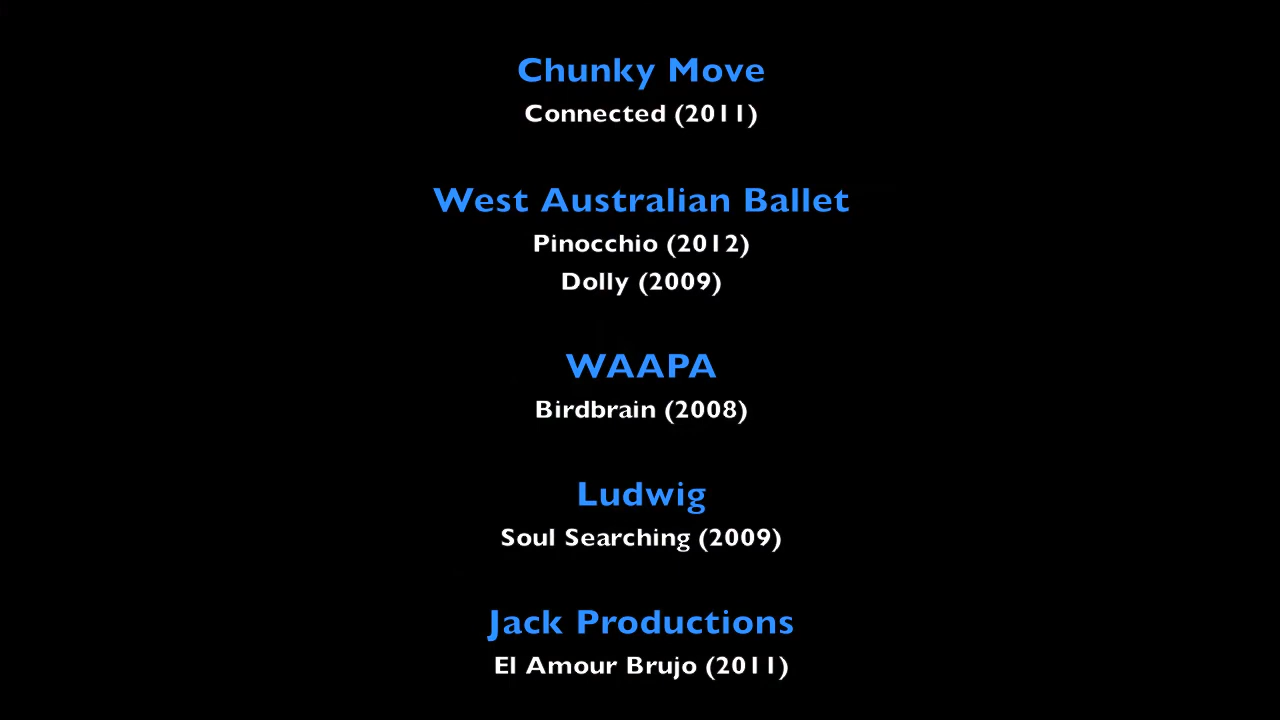 Chunky Move
Connected (2011)
West Australian Ballet
Pinocchio (2012)
Dolly (2009)
WAAPA
Birdbrain (2008)
Ludwig
Soul Searching (2009)
Jack Productions
El Amour Brujo (2011)